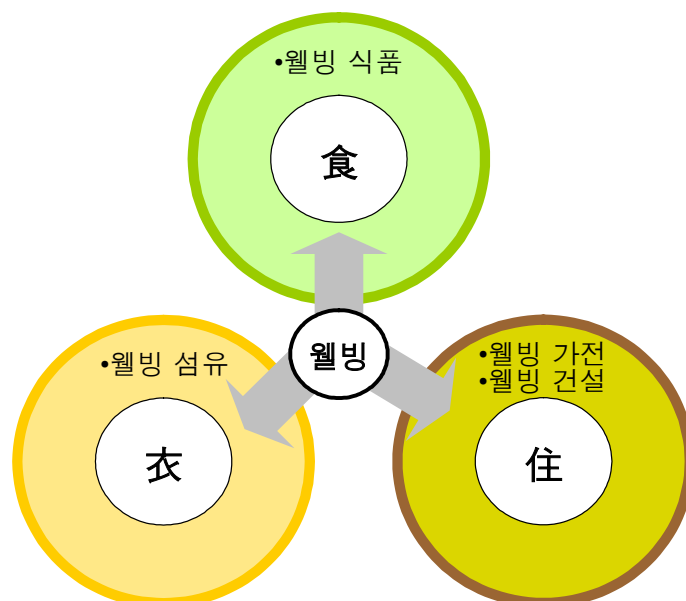 •웰빙 식품
食
웰빙
•웰빙 섬유
衣
•웰빙 가전
•웰빙 건설
住